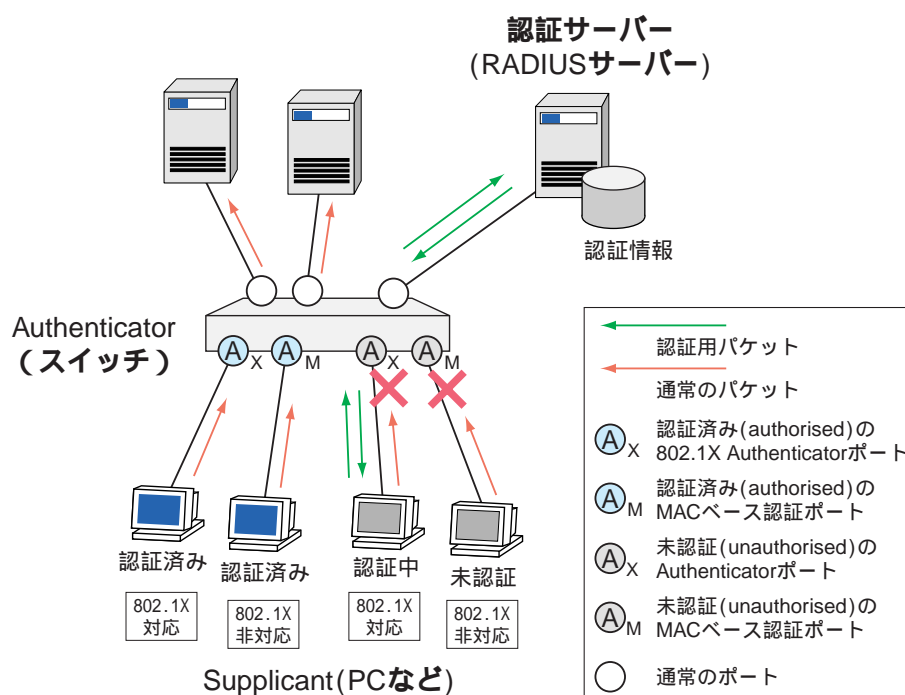 認証サーバー
(RADIUSサーバー)
認証情報
Authenticator
(スイッチ)
A X
A M
A X
A M
認証済み
認証済み
認証中
未認証
802.1X
対応
802.1X
非対応
802.1X
対応
802.1X
非対応
Supplicant(PCなど)
認証用パケット
通常のパケット
A X
認証済み(authorised)の
802.1X Authenticatorポート
A M
認証済み(authorised)の
MACベース認証ポート
A X
未認証(unauthorised)の
Authenticatorポート
A M
未認証(unauthorised)の
MACベース認証ポート
通常のポート